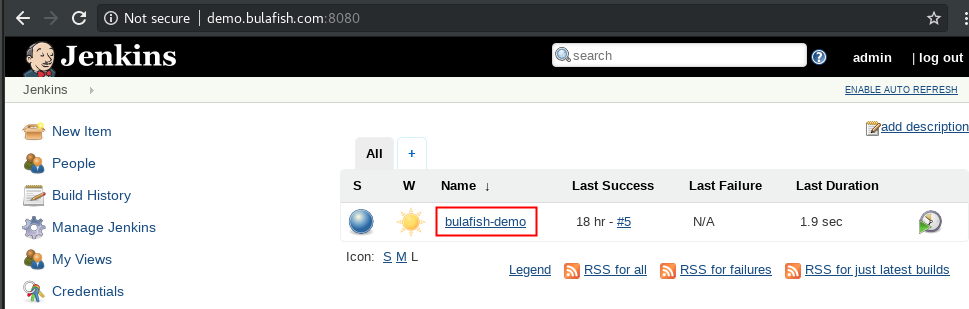 Not secure | demo.bulafish.com:8080
Jenkins search admin | log out
Jenkins ENABLE AUTO REFRESH
add description
New Item
People
Build History
Manage Jenkins
My Views
Credentials
All +
S W Name ↓ Last Success Last Failure Last Duration
bulafish-demo 18 hr - #5 N/A 1.9 sec
Icon: S M L
Legend RSS for all RSS for failures RSS for just latest builds